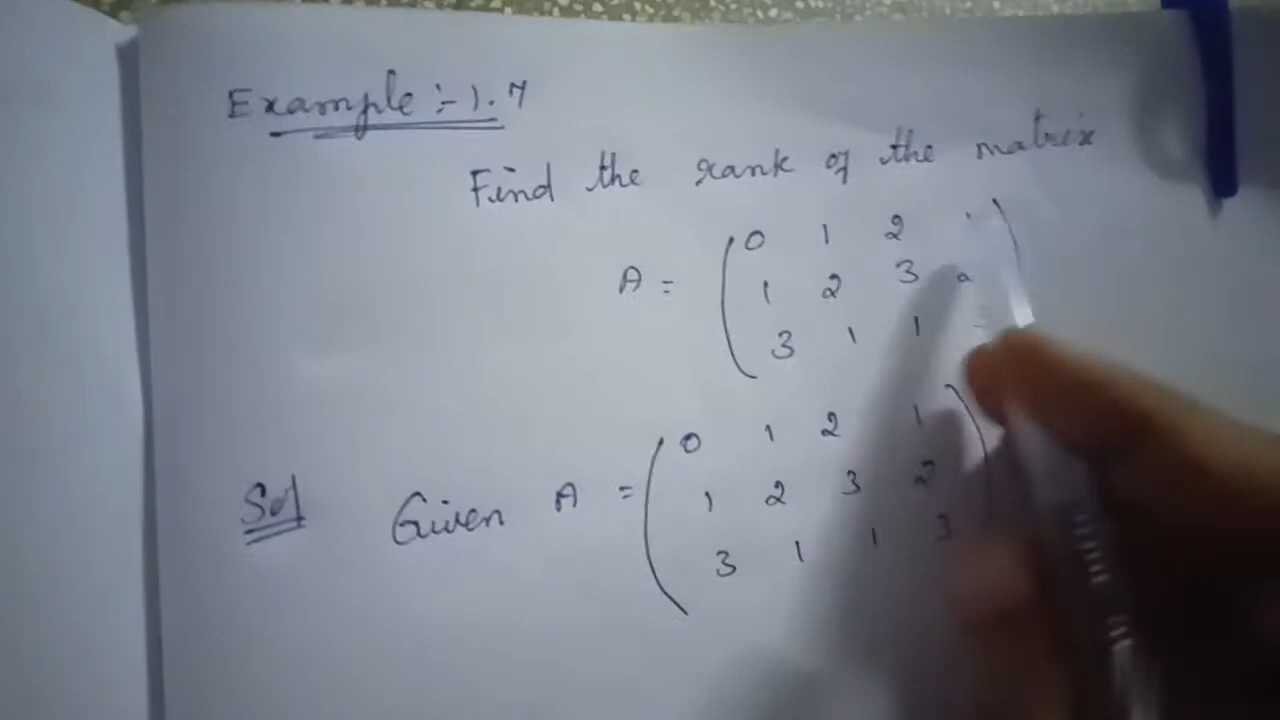 Example :- 1.7
Find the rank of the matrix
A = ( 0 1 2
1 2 3 2
3 1 1 )
Sol Given A = ( 0 1 2 1
1 2 3 2
3 1 1 3 )